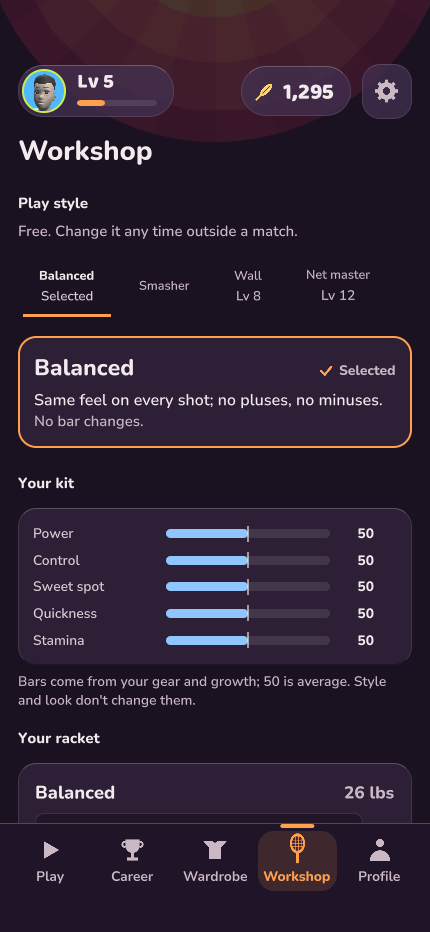 Lv 5
1,295
Workshop
Play style
Free. Change it any time outside a match.
Balanced
Selected
Smasher
Wall
Lv 8
Net master
Lv 12
Balanced
Selected
Same feel on every shot; no pluses, no minuses.
No bar changes.
Your kit
Power 50
Control 50
Sweet spot 50
Quickness 50
Stamina 50
Bars come from your gear and growth; 50 is average. Style
and look don't change them.
Your racket
Balanced 26 lbs
Play Career Wardrobe Workshop Profile